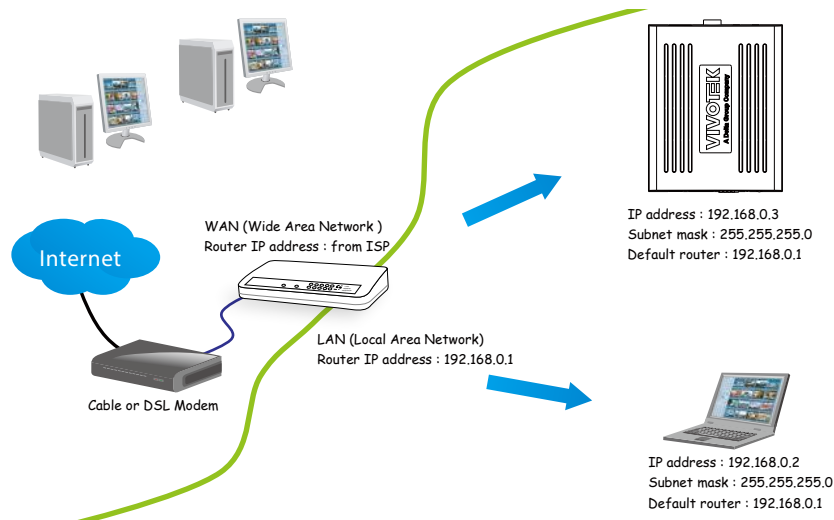 VIVOTEK
A Delta Group Company
IP address : 192.168.0.3
Subnet mask : 255.255.255.0
Default router : 192.168.0.1
WAN (Wide Area Network )
Router IP address : from ISP
Internet
LAN (Local Area Network)
Router IP address : 192.168.0.1
Cable or DSL Modem
IP address : 192.168.0.2
Subnet mask : 255.255.255.0
Default router : 192.168.0.1